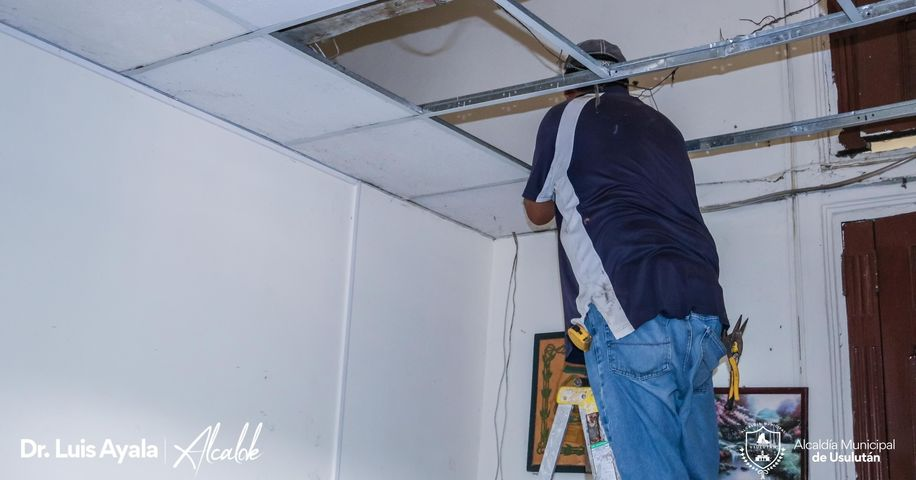 Dr. Luis Ayala | Alcalde
Alcaldía Municipal
de Usulután